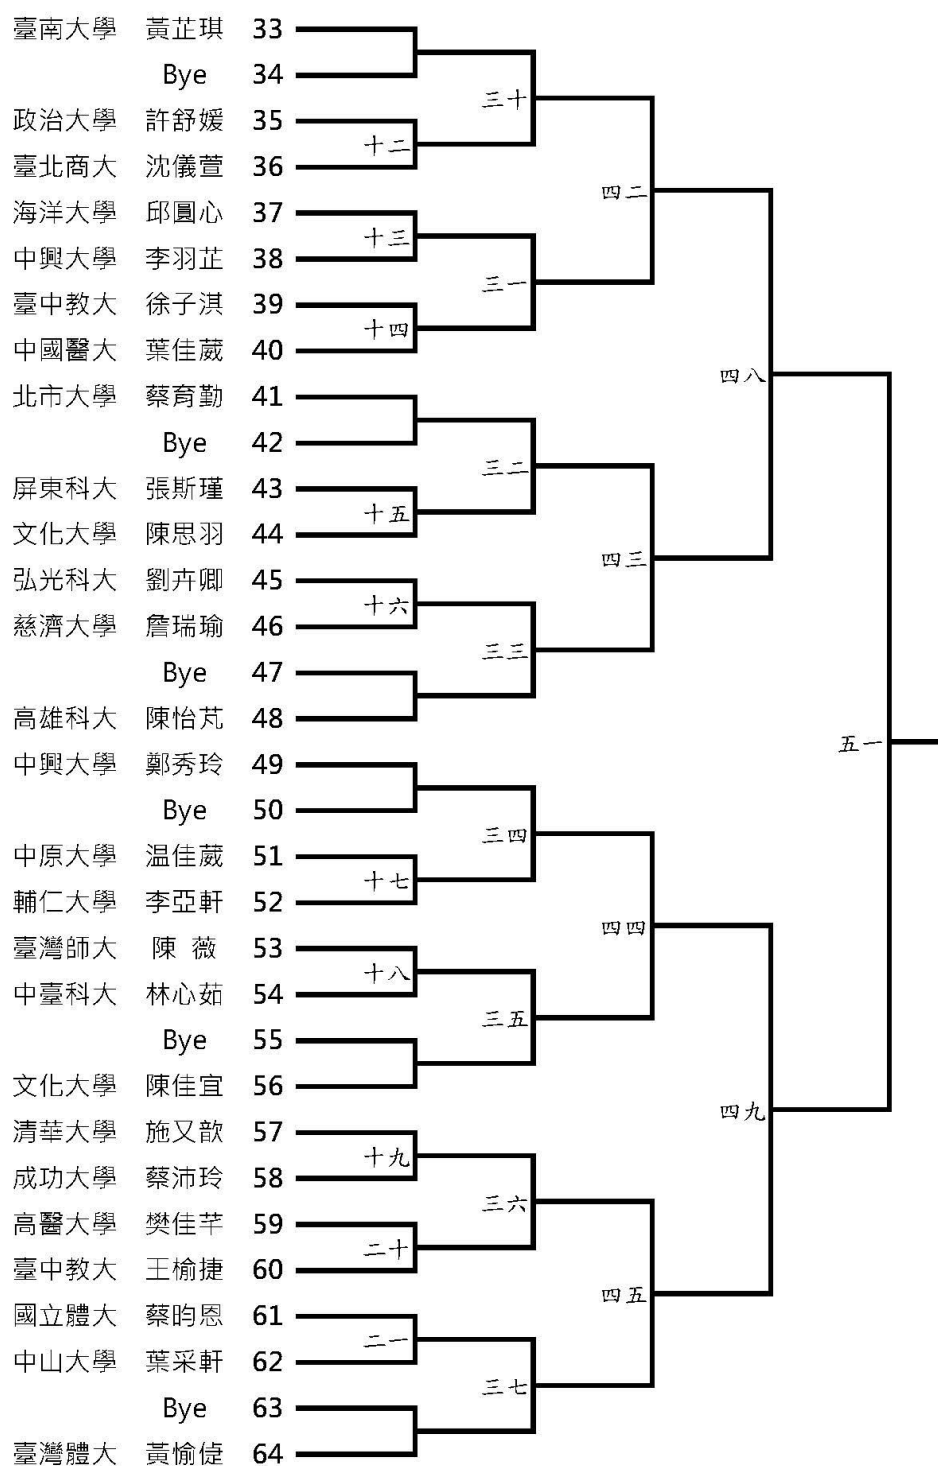 臺南大學 黃芷琪 33
Bye 34
三十
政治大學 許舒媛 35
十二
臺北商大 沈儀萱 36
四二
海洋大學 邱圓心 37
十三
中興大學 李羽芷 38
三一
臺中教大 徐子淇 39
十四
中國醫大 葉佳葳 40
四八
北市大學 蔡育勤 41
Bye 42
三二
屏東科大 張斯瑾 43
十五
文化大學 陳思羽 44
四三
弘光科大 劉卉卿 45
十六
慈濟大學 詹瑞瑜 46
三三
Bye 47
高雄科大 陳怡芃 48
五一
中興大學 鄭秀玲 49
Bye 50
三四
中原大學 温佳葳 51
十七
輔仁大學 李亞軒 52
四四
臺灣師大 陳 薇 53
十八
中臺科大 林心茹 54
三五
Bye 55
文化大學 陳佳宜 56
四九
清華大學 施又歆 57
十九
成功大學 蔡沛玲 58
三六
高醫大學 樊佳芊 59
二十
臺中教大 王榆捷 60
四五
國立體大 蔡昀恩 61
二一
中山大學 葉采軒 62
三七
Bye 63
臺灣體大 黃愉偼 64